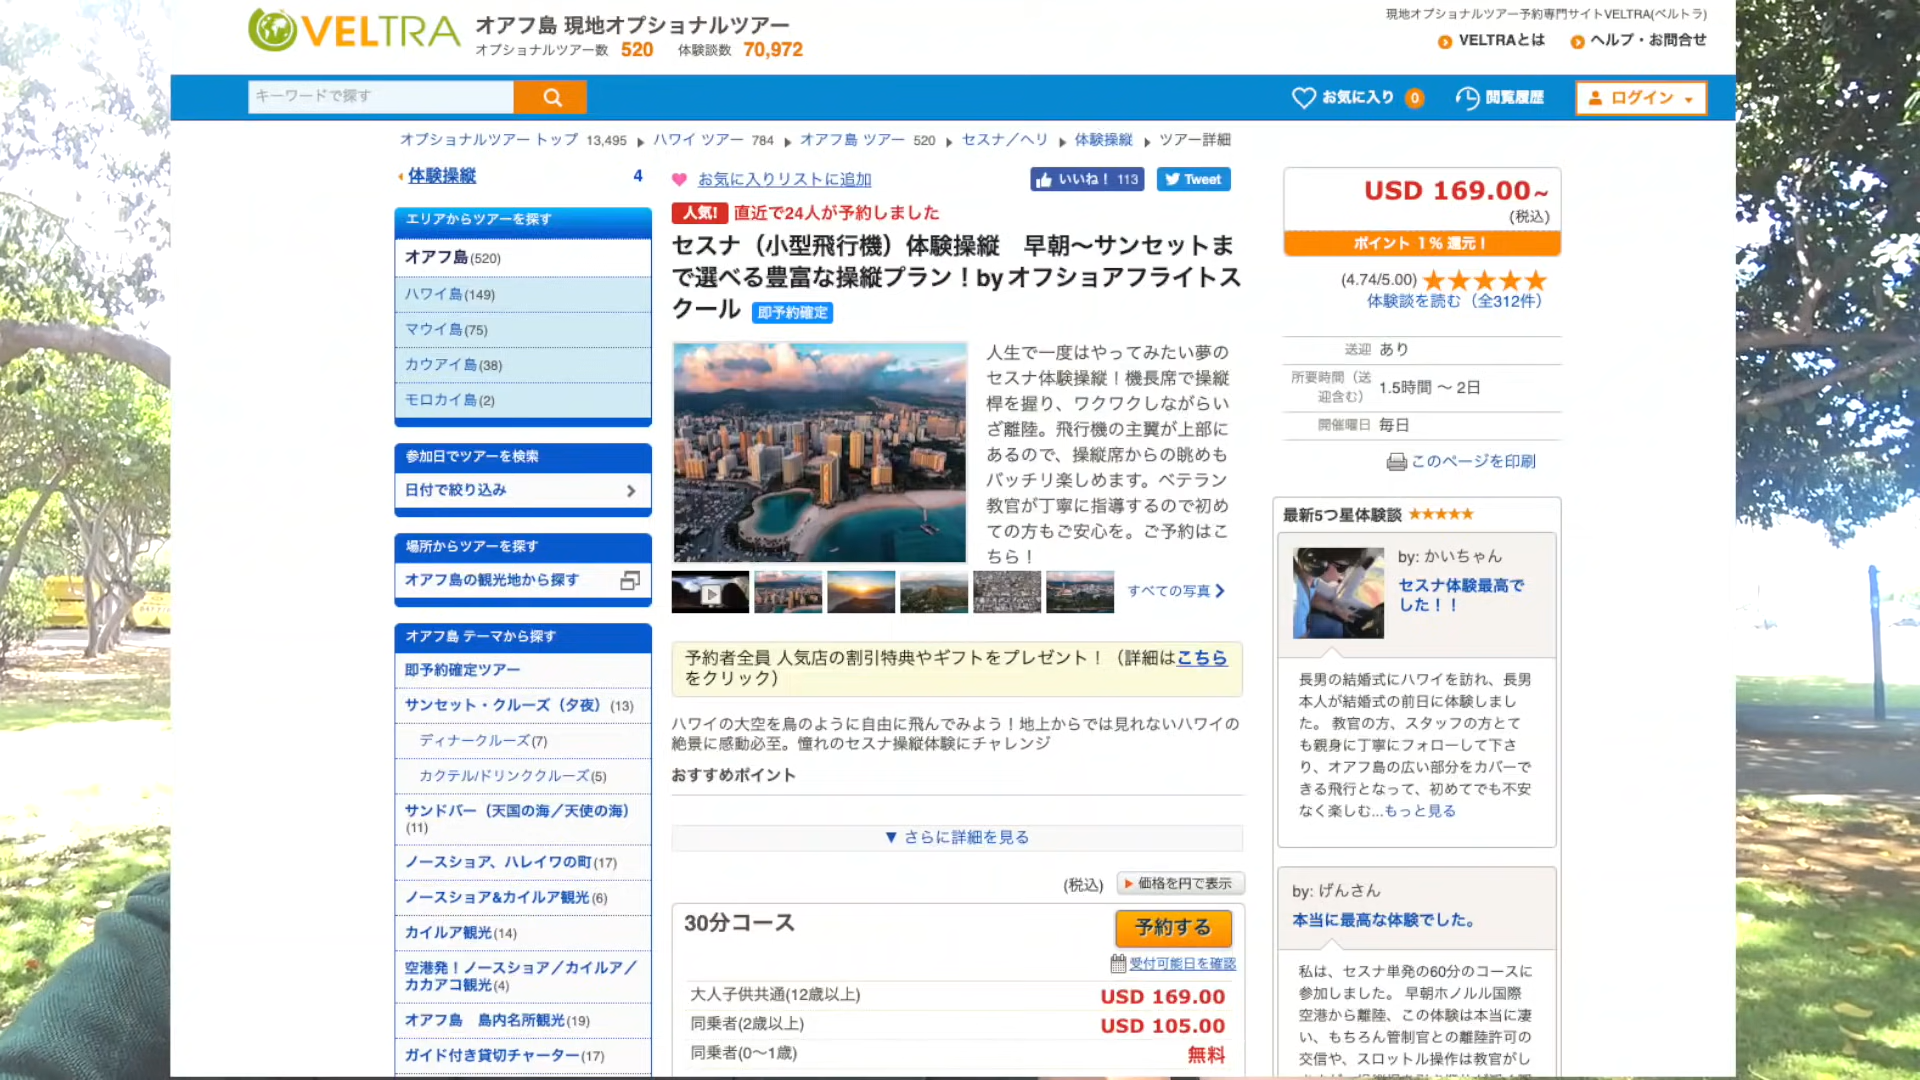 VELTRA
オアフ島 現地オプショナルツアー
オプショナルツアー数 520 体験談数 70,972
現地オプショナルツアー予約専門サイトVELTRA(ベルトラ)
VELTRAとは ヘルプ・お問合せ
キーワードで探す
お気に入り 0 閲覧履歴 ログイン
オプショナルツアー トップ 13,495 ハワイ ツアー 784 オアフ島 ツアー 520 セスナ／ヘリ 体験操縦 ツアー詳細
体験操縦 4
エリアからツアーを探す
オアフ島(520)
ハワイ島(149)
マウイ島(75)
カウアイ島(38)
モロカイ島(2)
参加日でツアーを検索
日付で絞り込み
場所からツアーを探す
オアフ島の観光地から探す
オアフ島 テーマから探す
即予約確定ツアー
サンセット・クルーズ（夕夜）(13)
ディナークルーズ(7)
カクテル/ドリンククルーズ(5)
サンドバー（天国の海／天使の海）
(11)
ノースショア、ハレイワの町(17)
ノースショア&カイルア観光(6)
カイルア観光(14)
空港発！ノースショア／カイルア／
カカアコ観光(4)
オアフ島　島内名所観光(19)
ガイド付き貸切チャーター(17)
お気に入りリストに追加
いいね！ 113 Tweet
人気! 直近で24人が予約しました
セスナ（小型飛行機）体験操縦　早朝〜サンセットま
で選べる豊富な操縦プラン！by オフショアフライトス
クール 即予約確定
人生で一度はやってみたい夢の
セスナ体験操縦！機長席で操縦
桿を握り、ワクワクしながらい
ざ離陸。飛行機の主翼が上部に
あるので、操縦席からの眺めも
バッチリ楽しめます。ベテラン
教官が丁寧に指導するので初め
ての方もご安心を。ご予約はこ
ちら！
すべての写真
予約者全員 人気店の割引特典やギフトをプレゼント！（詳細はこちら
をクリック）
ハワイの大空を鳥のように自由に飛んでみよう！地上からでは見れないハワイの
絶景に感動必至。憧れのセスナ操縦体験にチャレンジ
おすすめポイント
▼ さらに詳細を見る
(税込) 価格を円で表示
30分コース 予約する
受付可能日を確認
大人子供共通(12歳以上) USD 169.00
同乗者(2歳以上) USD 105.00
同乗者(0〜1歳) 無料
USD 169.00~
(税込)
ポイント 1% 還元！
(4.74/5.00) ★★★★★
体験談を読む（全312件）
送迎 あり
所要時間（送
迎含む） 1.5時間 〜 2日
開催曜日 毎日
このページを印刷
最新5つ星体験談 ★★★★★
by: かいちゃん
セスナ体験最高で
した！！
長男の結婚式にハワイを訪れ、長男
本人が結婚式の前日に体験しまし
た。 教官の方、スタッフの方とて
も親身に丁寧にフォローして下さ
り、オアフ島の広い部分をカバーで
きる飛行となって、初めてでも不安
なく楽しむ...もっと見る
by: げんさん
本当に最高な体験でした。
私は、セスナ単発の60分のコースに
参加しました。 早朝ホノルル国際
空港から離陸、この体験は本当に凄
い、もちろん管制官との離陸許可の
交信や、スロットル操作は教官がし